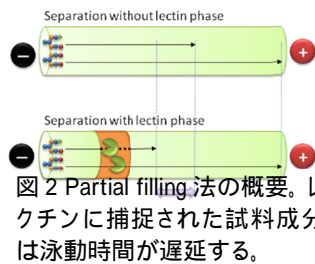 Separation without lectin phase
−
+
Separation with lectin phase
−
+
図 2 Partial filling 法の概要。レ
クチンに捕捉された試料成分
は泳動時間が遅延する。